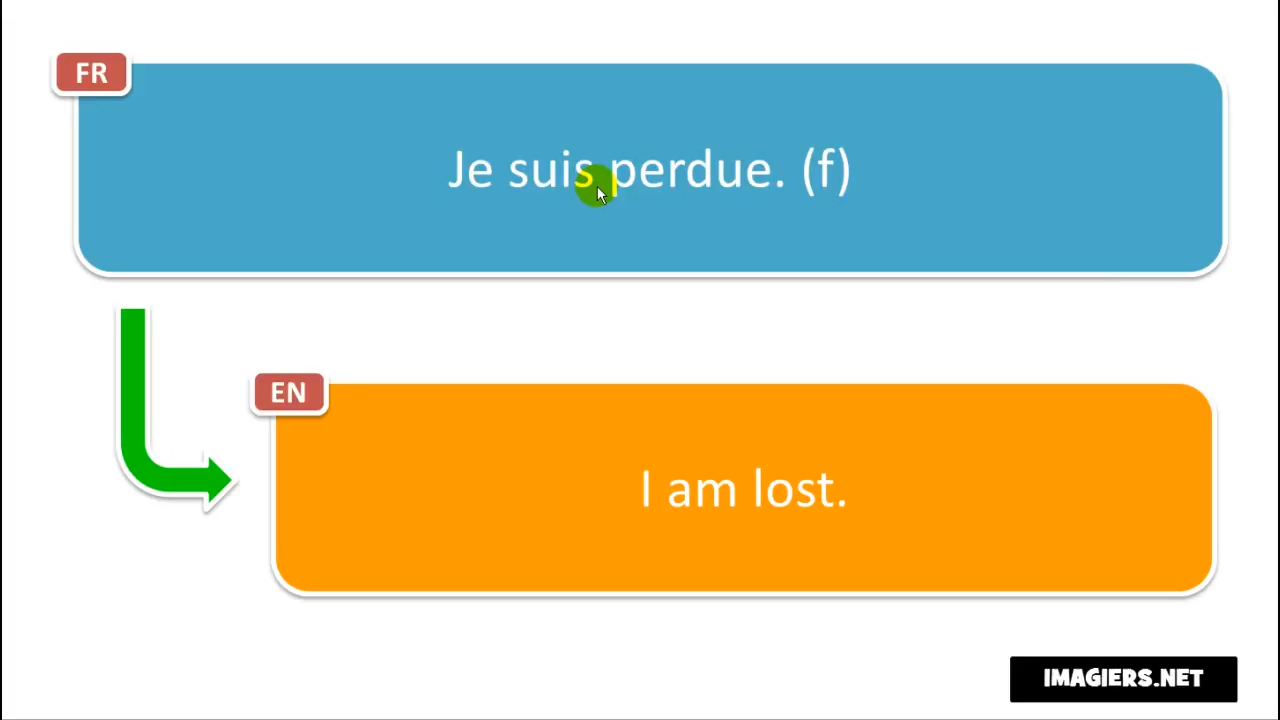 FR
Je suis perdue. (f)
EN
I am lost.
IMAGIERS.NET